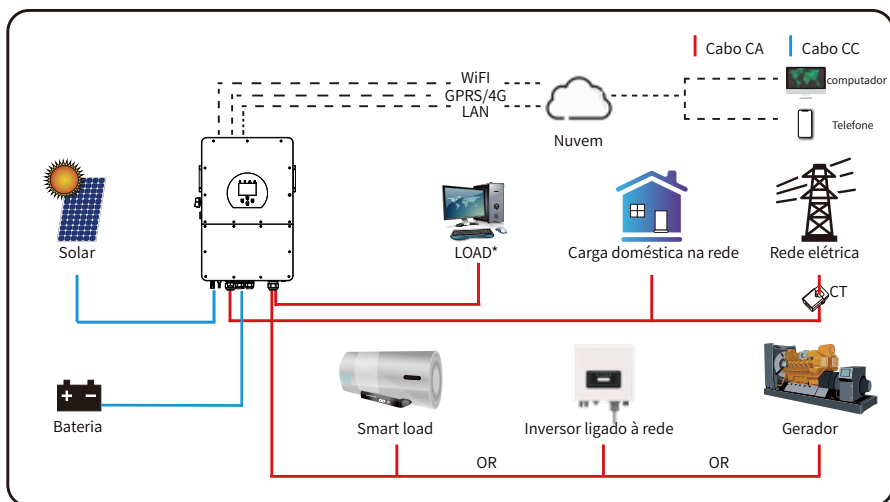 Cabo CA
Cabo CC
WiFI
GPRS/4G
LAN
Nuvem
computador
Telefone
Solar
LOAD*
Carga doméstica na rede
Rede elétrica
CT
Bateria
Smart load
Inversor ligado à rede
Gerador
OR
OR